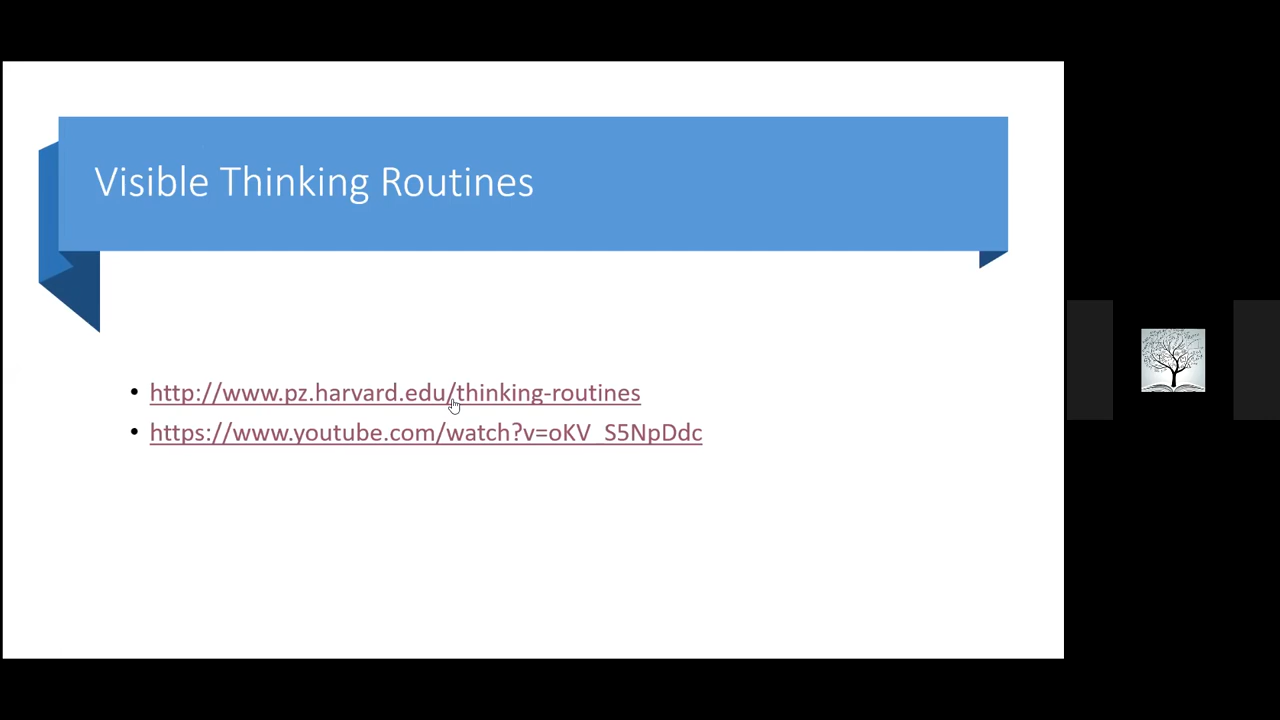 Visible Thinking Routines
• http://www.pz.harvard.edu/thinking-routines
• https://www.youtube.com/watch?v=oKV_S5NpDdc